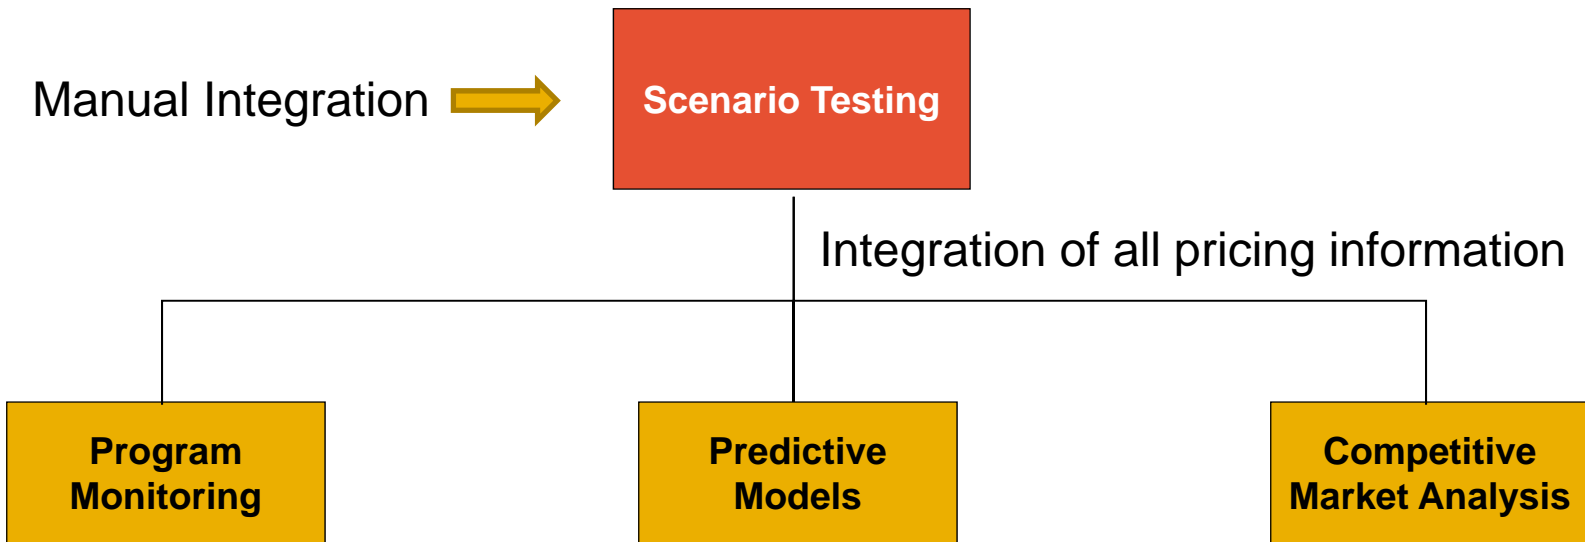 Manual Integration
Scenario Testing
Integration of all pricing information
Program
Monitoring
Predictive
Models
Competitive
Market Analysis